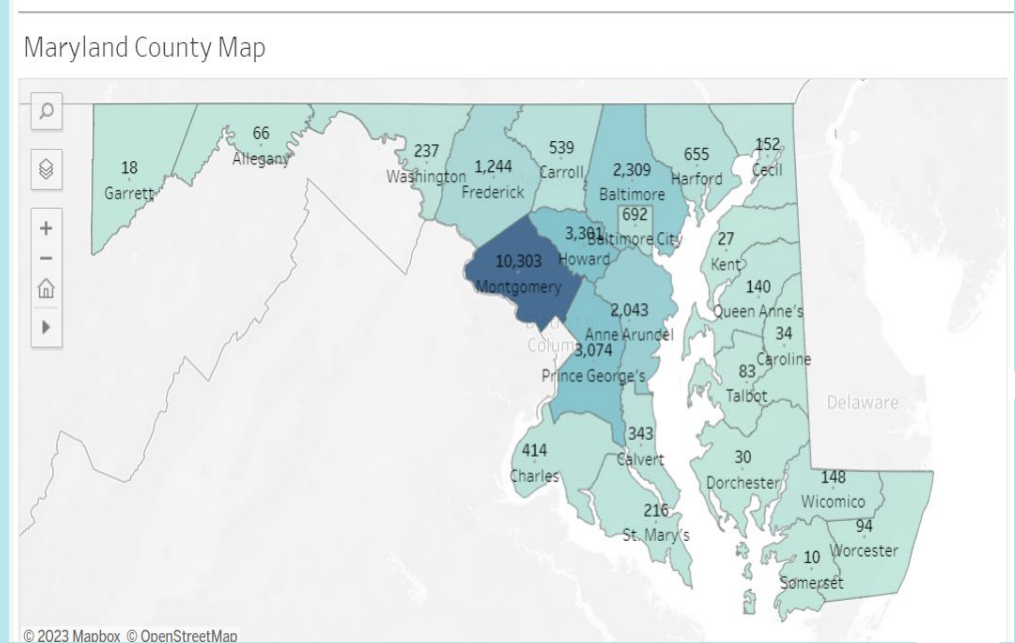 Maryland County Map
18
Garrett
66
Allegany
237
Washington
1,244
Frederick
539
Carroll
2,309
Baltimore
655
Harford
152
Cecil
692
Baltimore City
3,301
Howard
10,303
Montgomery
27
Kent
140
Queen Anne's
2,043
Anne Arundel
34
Caroline
3,074
Prince George's
83
Talbot
Delaware
414
Charles
343
Calvert
30
Dorchester
148
Wicomico
216
St. Mary's
94
Worcester
10
Somerset
© 2023 Mapbox © OpenStreetMap